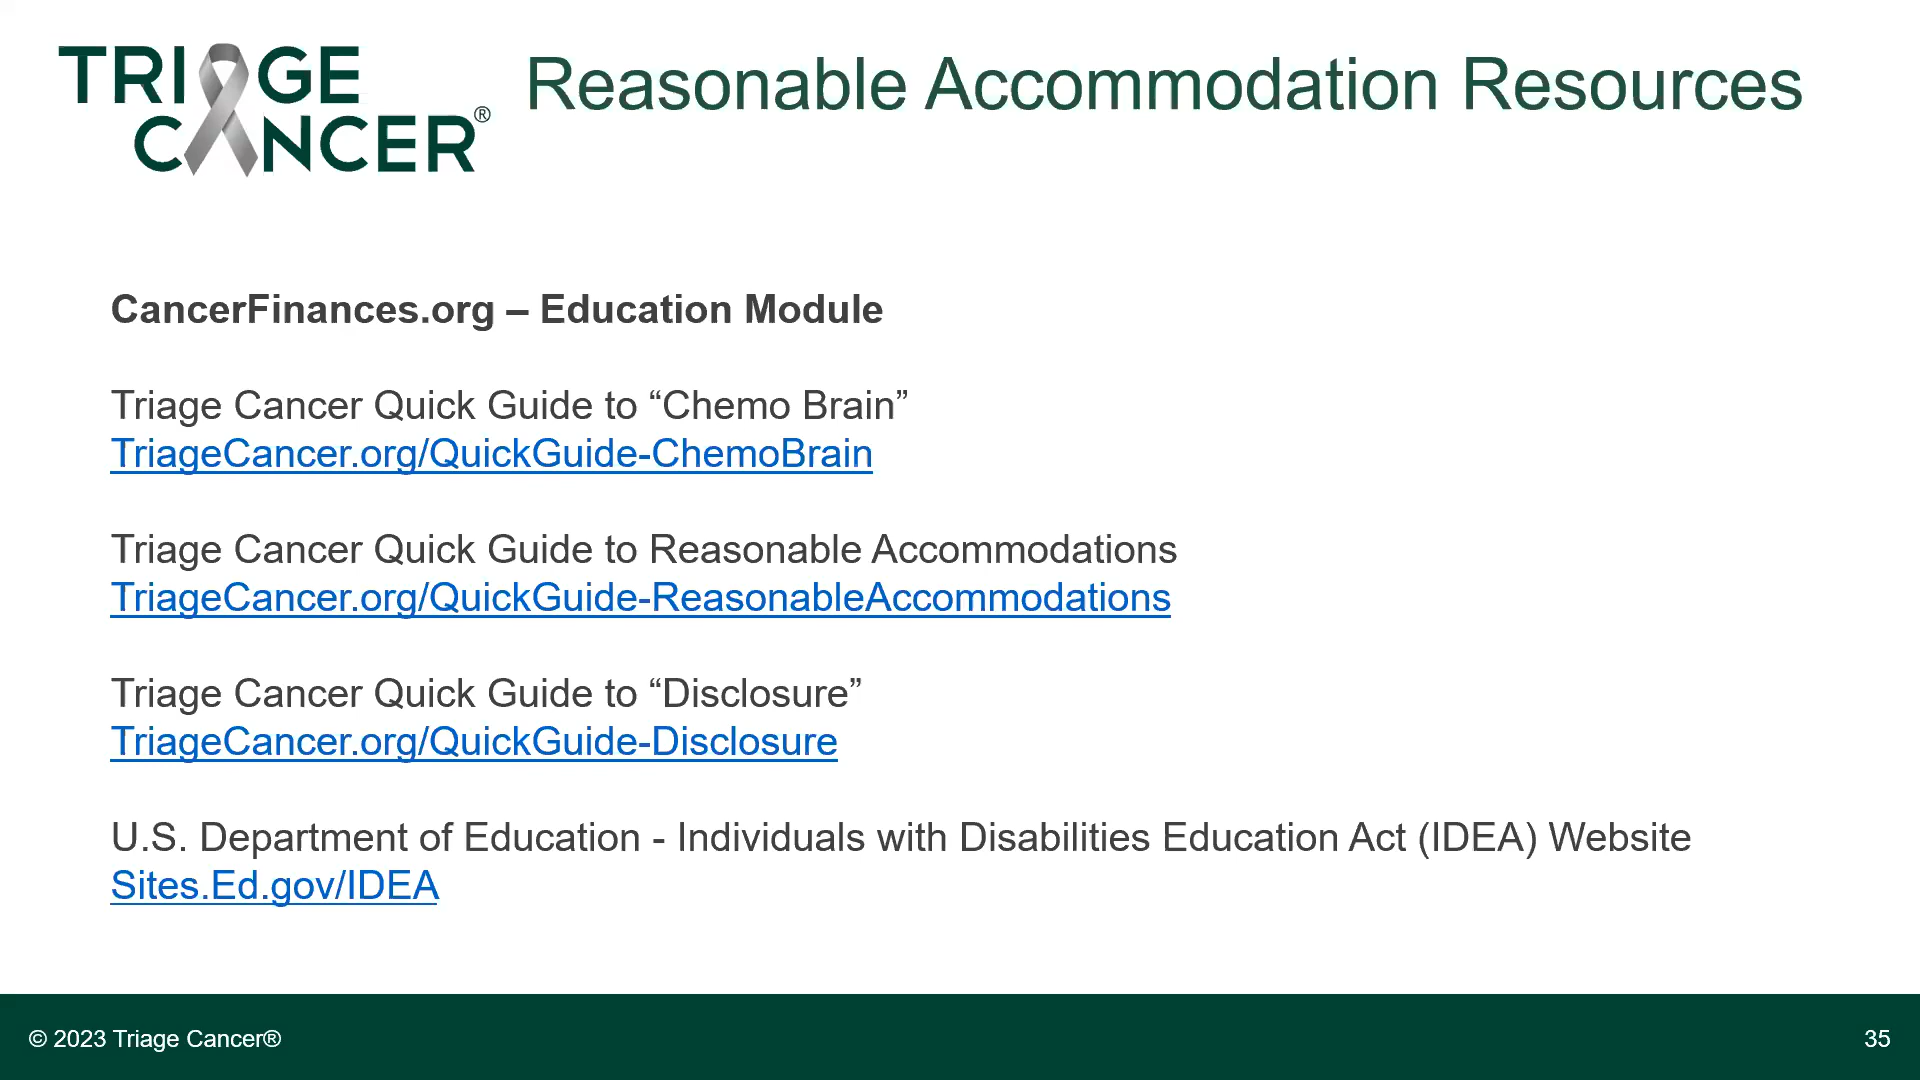 TRIAGE
CANCER®
Reasonable Accommodation Resources
CancerFinances.org – Education Module
Triage Cancer Quick Guide to “Chemo Brain”
TriageCancer.org/QuickGuide-ChemoBrain
Triage Cancer Quick Guide to Reasonable Accommodations
TriageCancer.org/QuickGuide-ReasonableAccommodations
Triage Cancer Quick Guide to “Disclosure”
TriageCancer.org/QuickGuide-Disclosure
U.S. Department of Education - Individuals with Disabilities Education Act (IDEA) Website
Sites.Ed.gov/IDEA
© 2023 Triage Cancer®
35